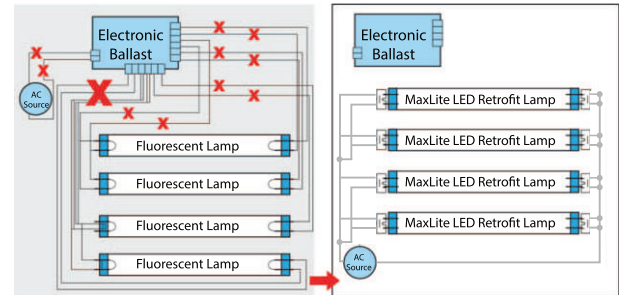 Electronic
Ballast
AC
Source
Fluorescent Lamp
Fluorescent Lamp
Fluorescent Lamp
Fluorescent Lamp
Electronic
Ballast
MaxLite LED Retrofit Lamp
MaxLite LED Retrofit Lamp
MaxLite LED Retrofit Lamp
MaxLite LED Retrofit Lamp
AC
Source